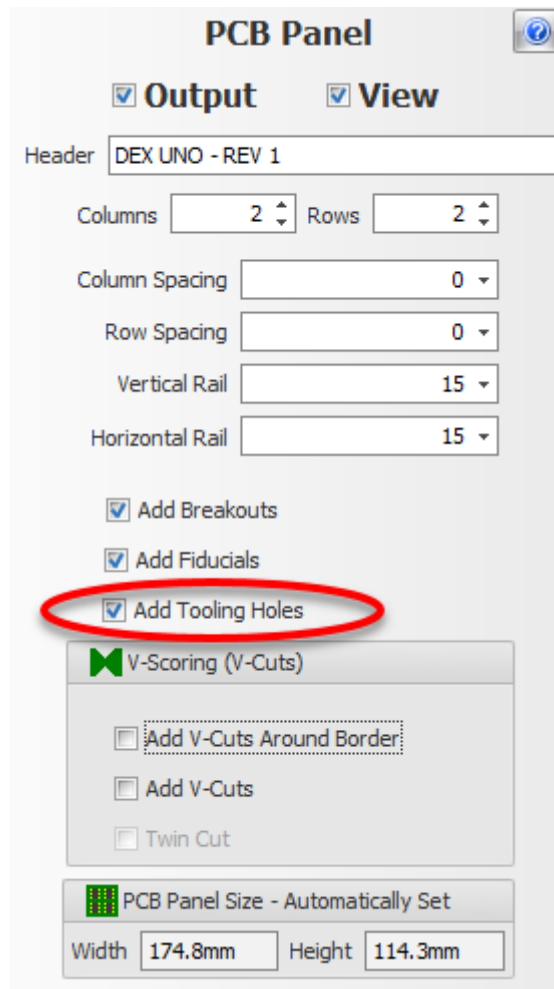 PCB Panel
Output View
Header DEX UNO - REV 1
Columns 2 Rows 2
Column Spacing 0
Row Spacing 0
Vertical Rail 15
Horizontal Rail 15
Add Breakouts
Add Fiducials
Add Tooling Holes
V-Scoring (V-Cuts)
Add V-Cuts Around Border
Add V-Cuts
Twin Cut
PCB Panel Size - Automatically Set
Width 174.8mm Height 114.3mm